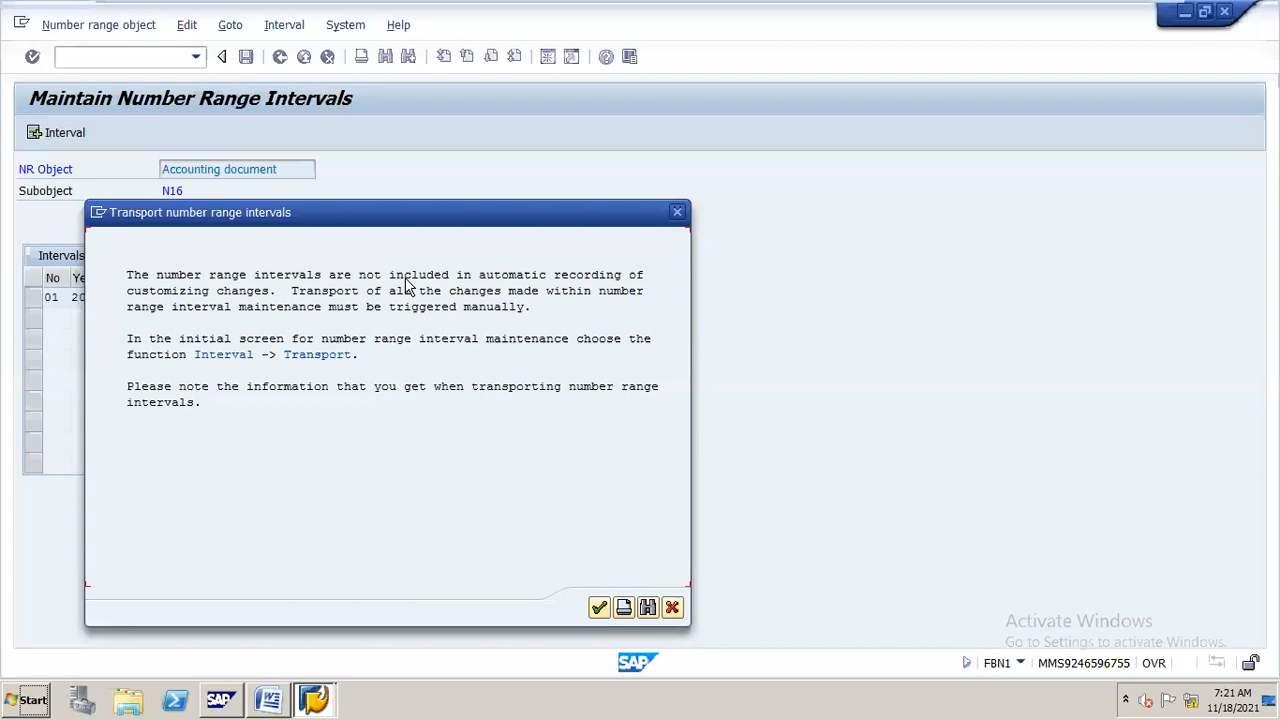 Number range object Edit Goto Interval System Help
Maintain Number Range Intervals
Interval
NR Object Accounting document
Subobject N16
Transport number range intervals
Intervals
No Ye
01 20
The number range intervals are not included in automatic recording of
customizing changes. Transport of all the changes made within number
range interval maintenance must be triggered manually.
In the initial screen for number range interval maintenance choose the
function Interval -> Transport.
Please note the information that you get when transporting number range
intervals.
Activate Windows
Go to Settings to activate Windows.
SAP
FBN1 MMS9246596755 OVR
Start SAP 7:21 AM
11/18/2021